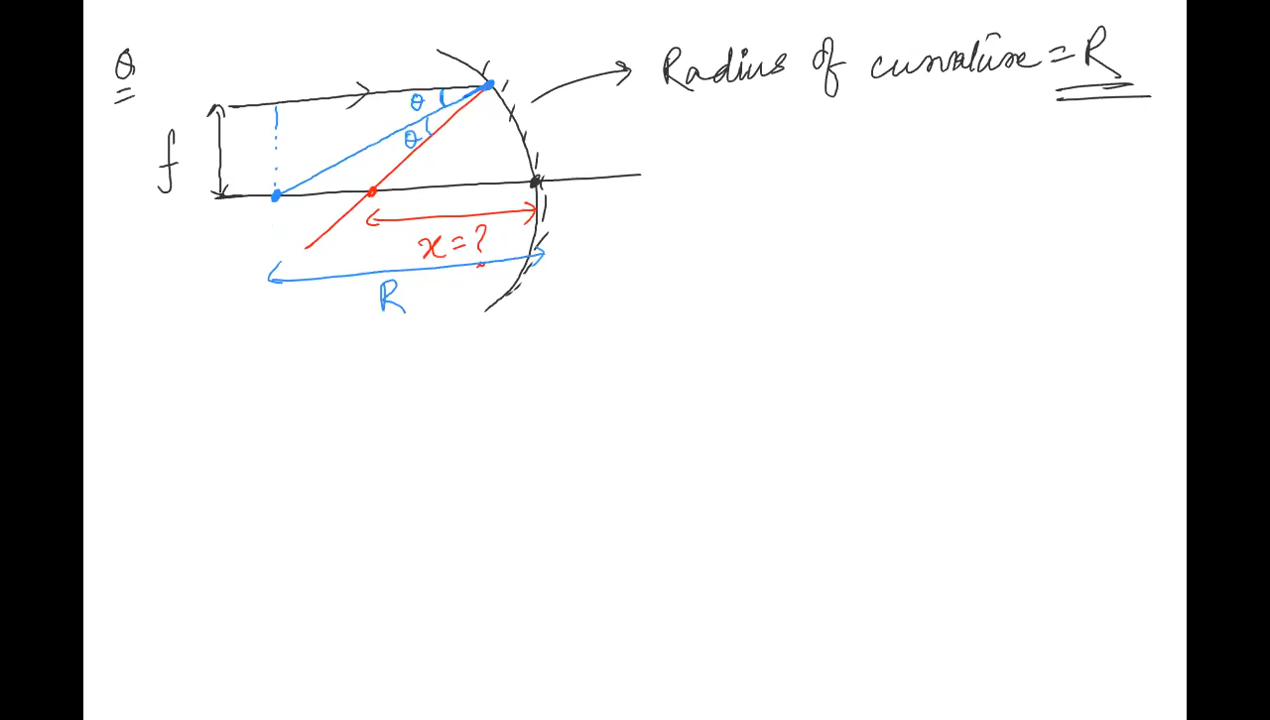 Q
Radius of curvature = R
f
θ
θ
x = ?
R